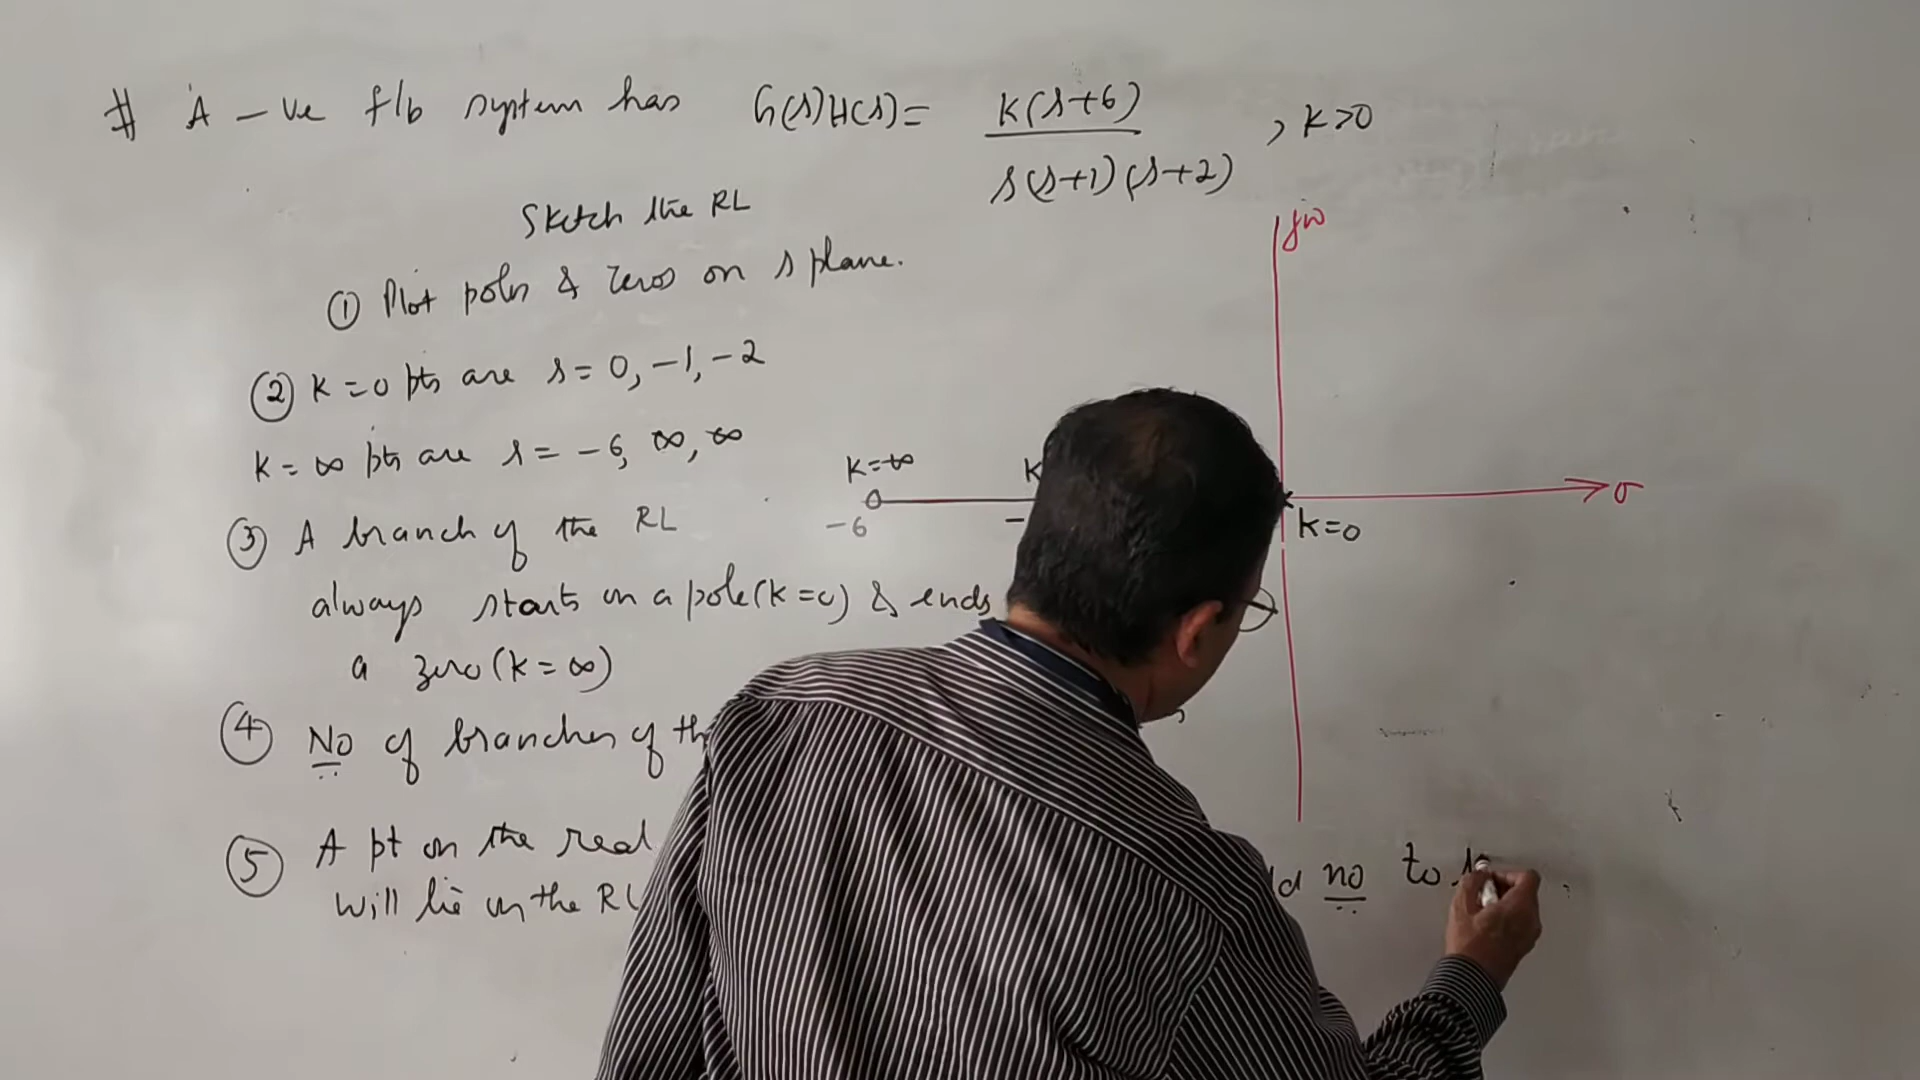 # A -ve f/b system has G(s)H(s) = K(s+6) / s(s+1)(s+2) , K>0
Sketch the RL
① Plot poles & zeros on s plane.
② K=0 pts are s = 0, -1, -2
K = ∞ pts are s = -6, ∞, ∞
③ A branch of the RL
always starts on a pole (K=0) & ends
a zero (K = ∞)
④ No of branches of th
⑤ A pt on the real
will lie on the RL no to
jω
K=∞ K
-6 -
σ
K=0